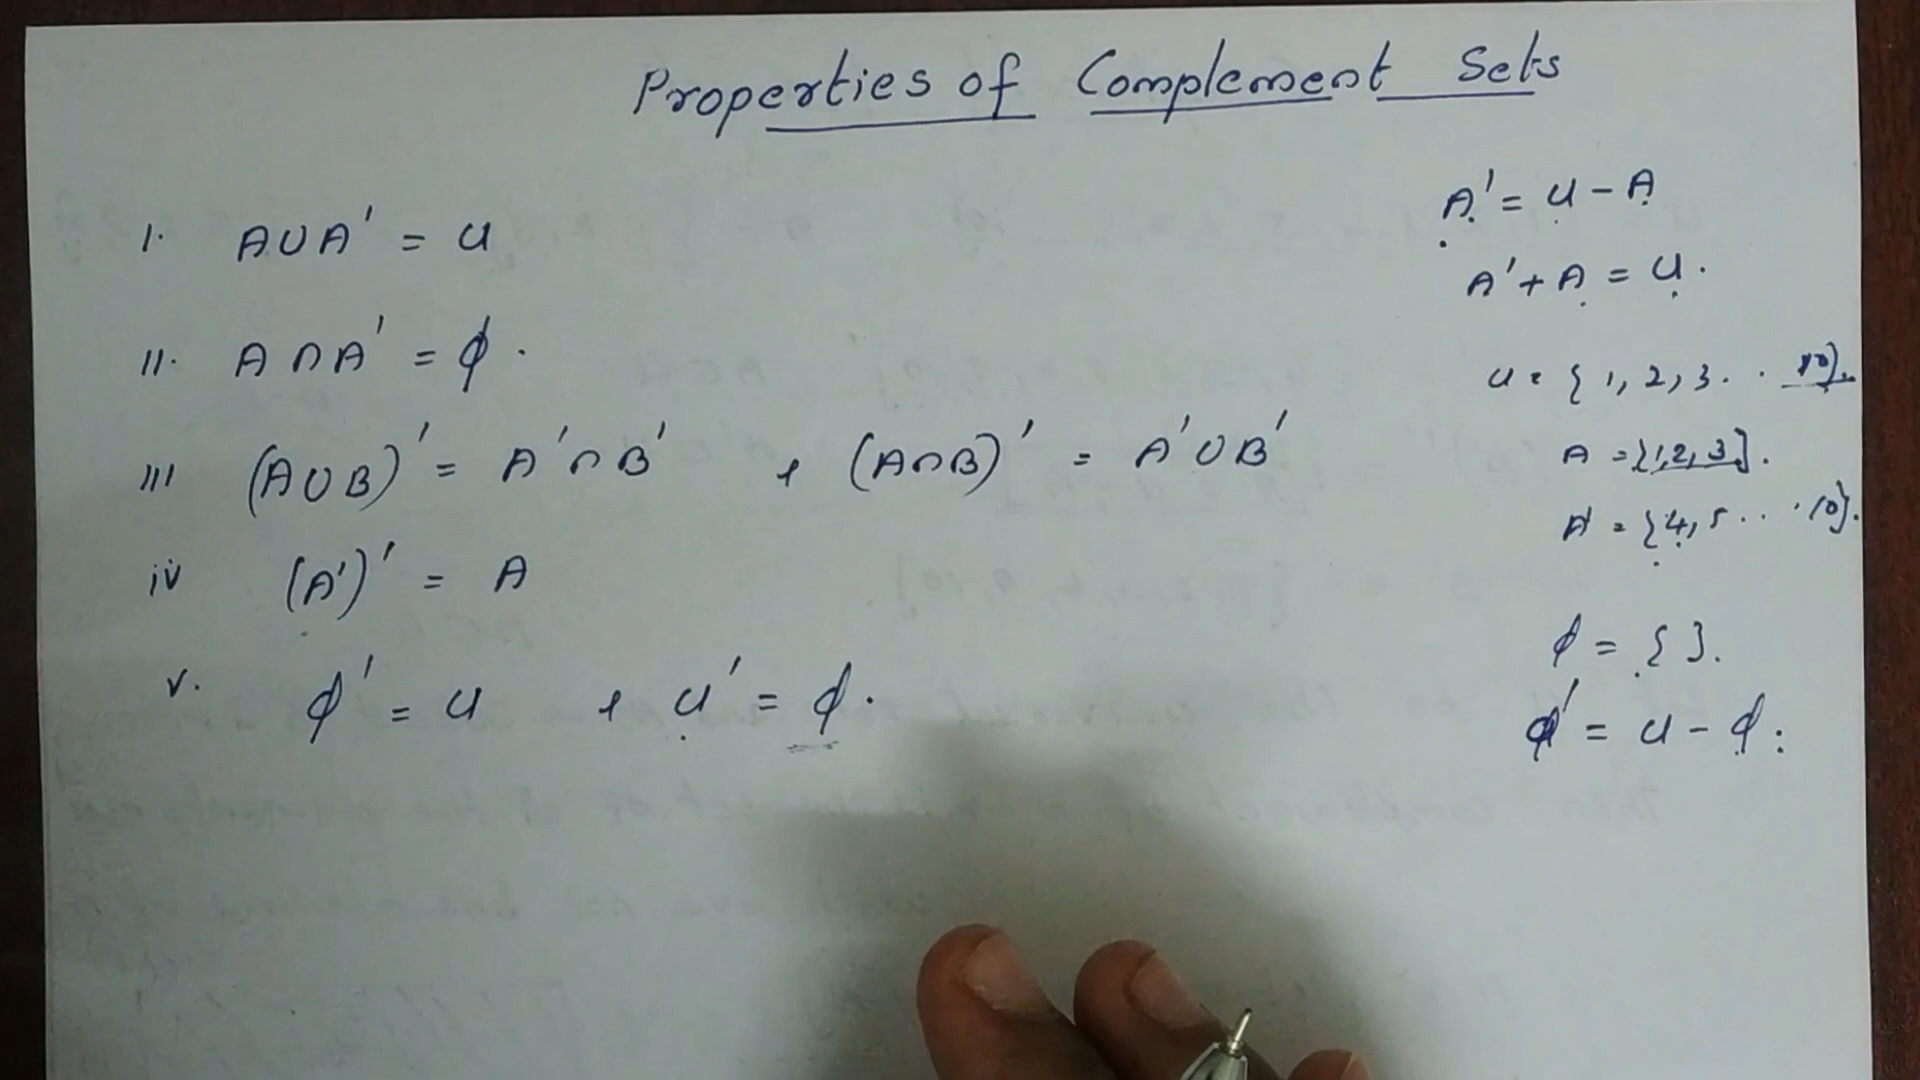 Properties of Complement Sets
I. A∪A' = U
II. A∩A' = ϕ.
III (A∪B)' = A'∩B' & (A∩B)' = A'∪B'
iv (A')' = A
v. ϕ' = U & U' = ϕ.
A' = U - A
A' + A = U.
U = {1, 2, 3. . 10}.
A = {1,2,3}.
A' = {4, 5 . . . 10}.
ϕ = { }.
ϕ' = U - ϕ.